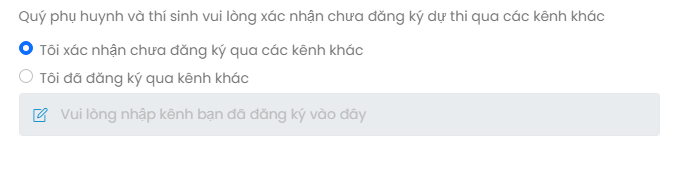 Quý phụ huynh và thí sinh vui lòng xác nhận chưa đăng ký dự thi qua các kênh khác
Tôi xác nhận chưa đăng ký qua các kênh khác
Tôi đã đăng ký qua kênh khác
Vui lòng nhập kênh bạn đã đăng ký vào đây